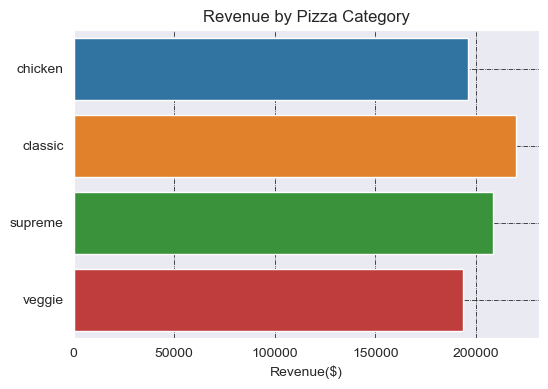 Revenue by Pizza Category
chicken
classic
supreme
veggie
0 50000 100000 150000 200000
Revenue($)